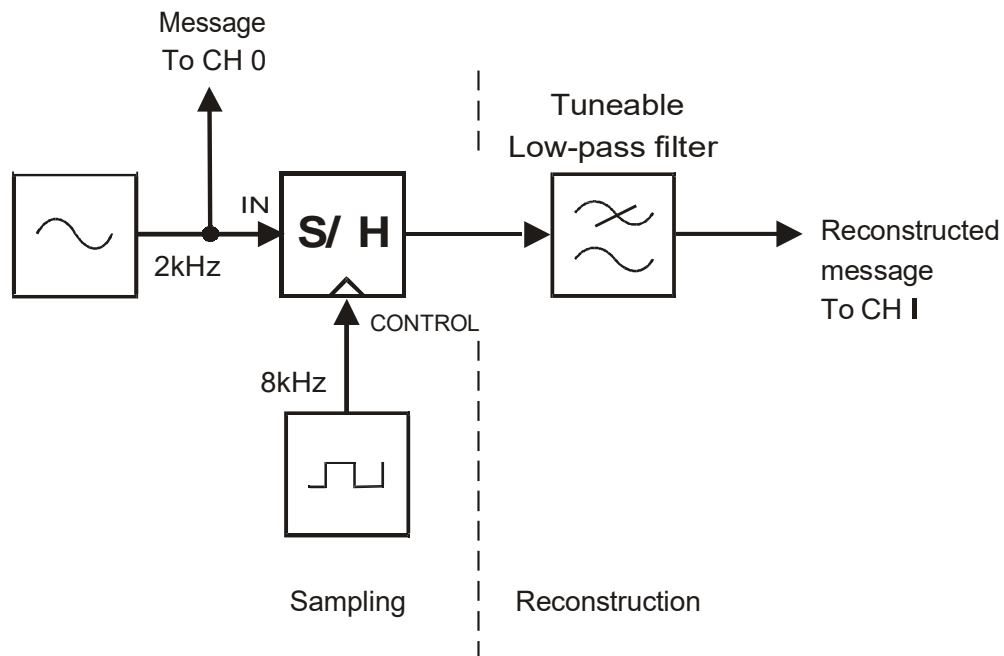 Message
To CH 0
Tuneable
Low-pass filter
IN
S/ H
2kHz
Reconstructed
message
To CH I
CONTROL
8kHz
Sampling
Reconstruction